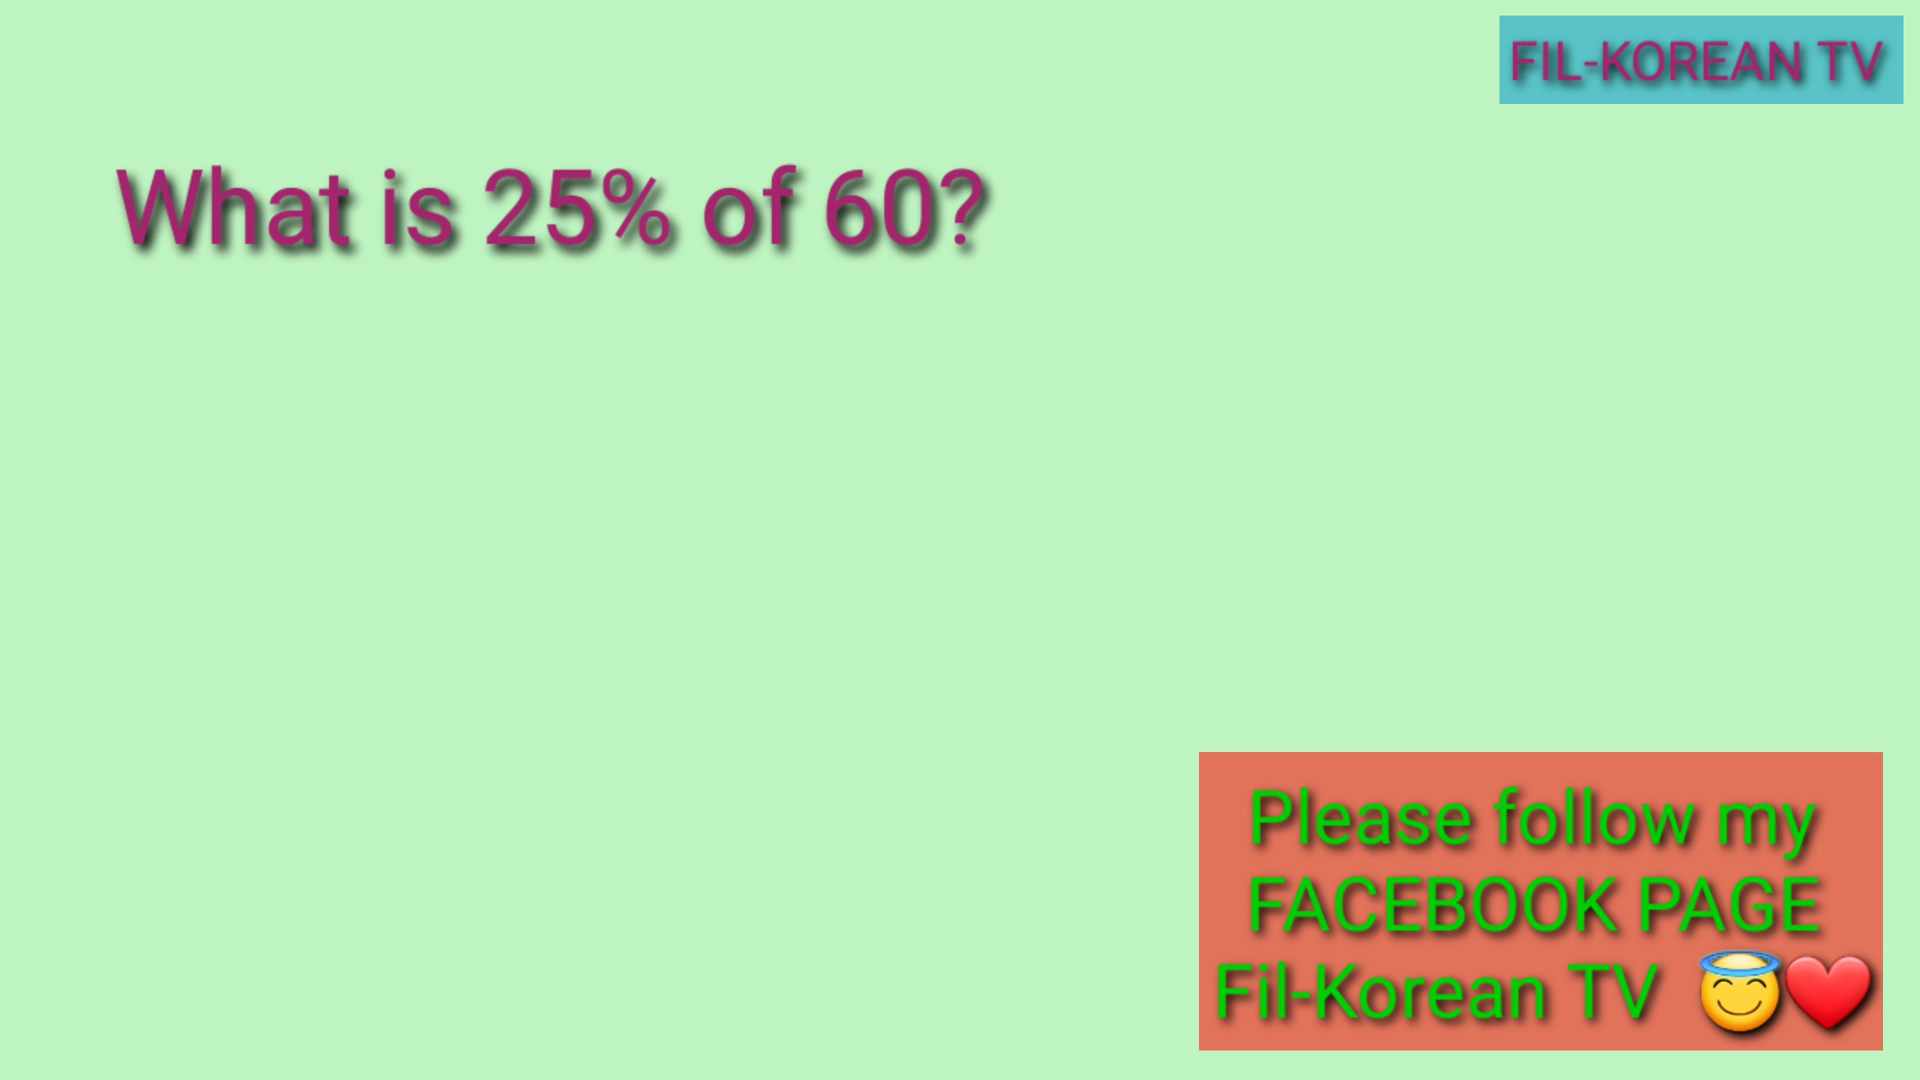 FIL-KOREAN TV
What is 25% of 60?
Please follow my
FACEBOOK PAGE
Fil-Korean TV 😇❤️